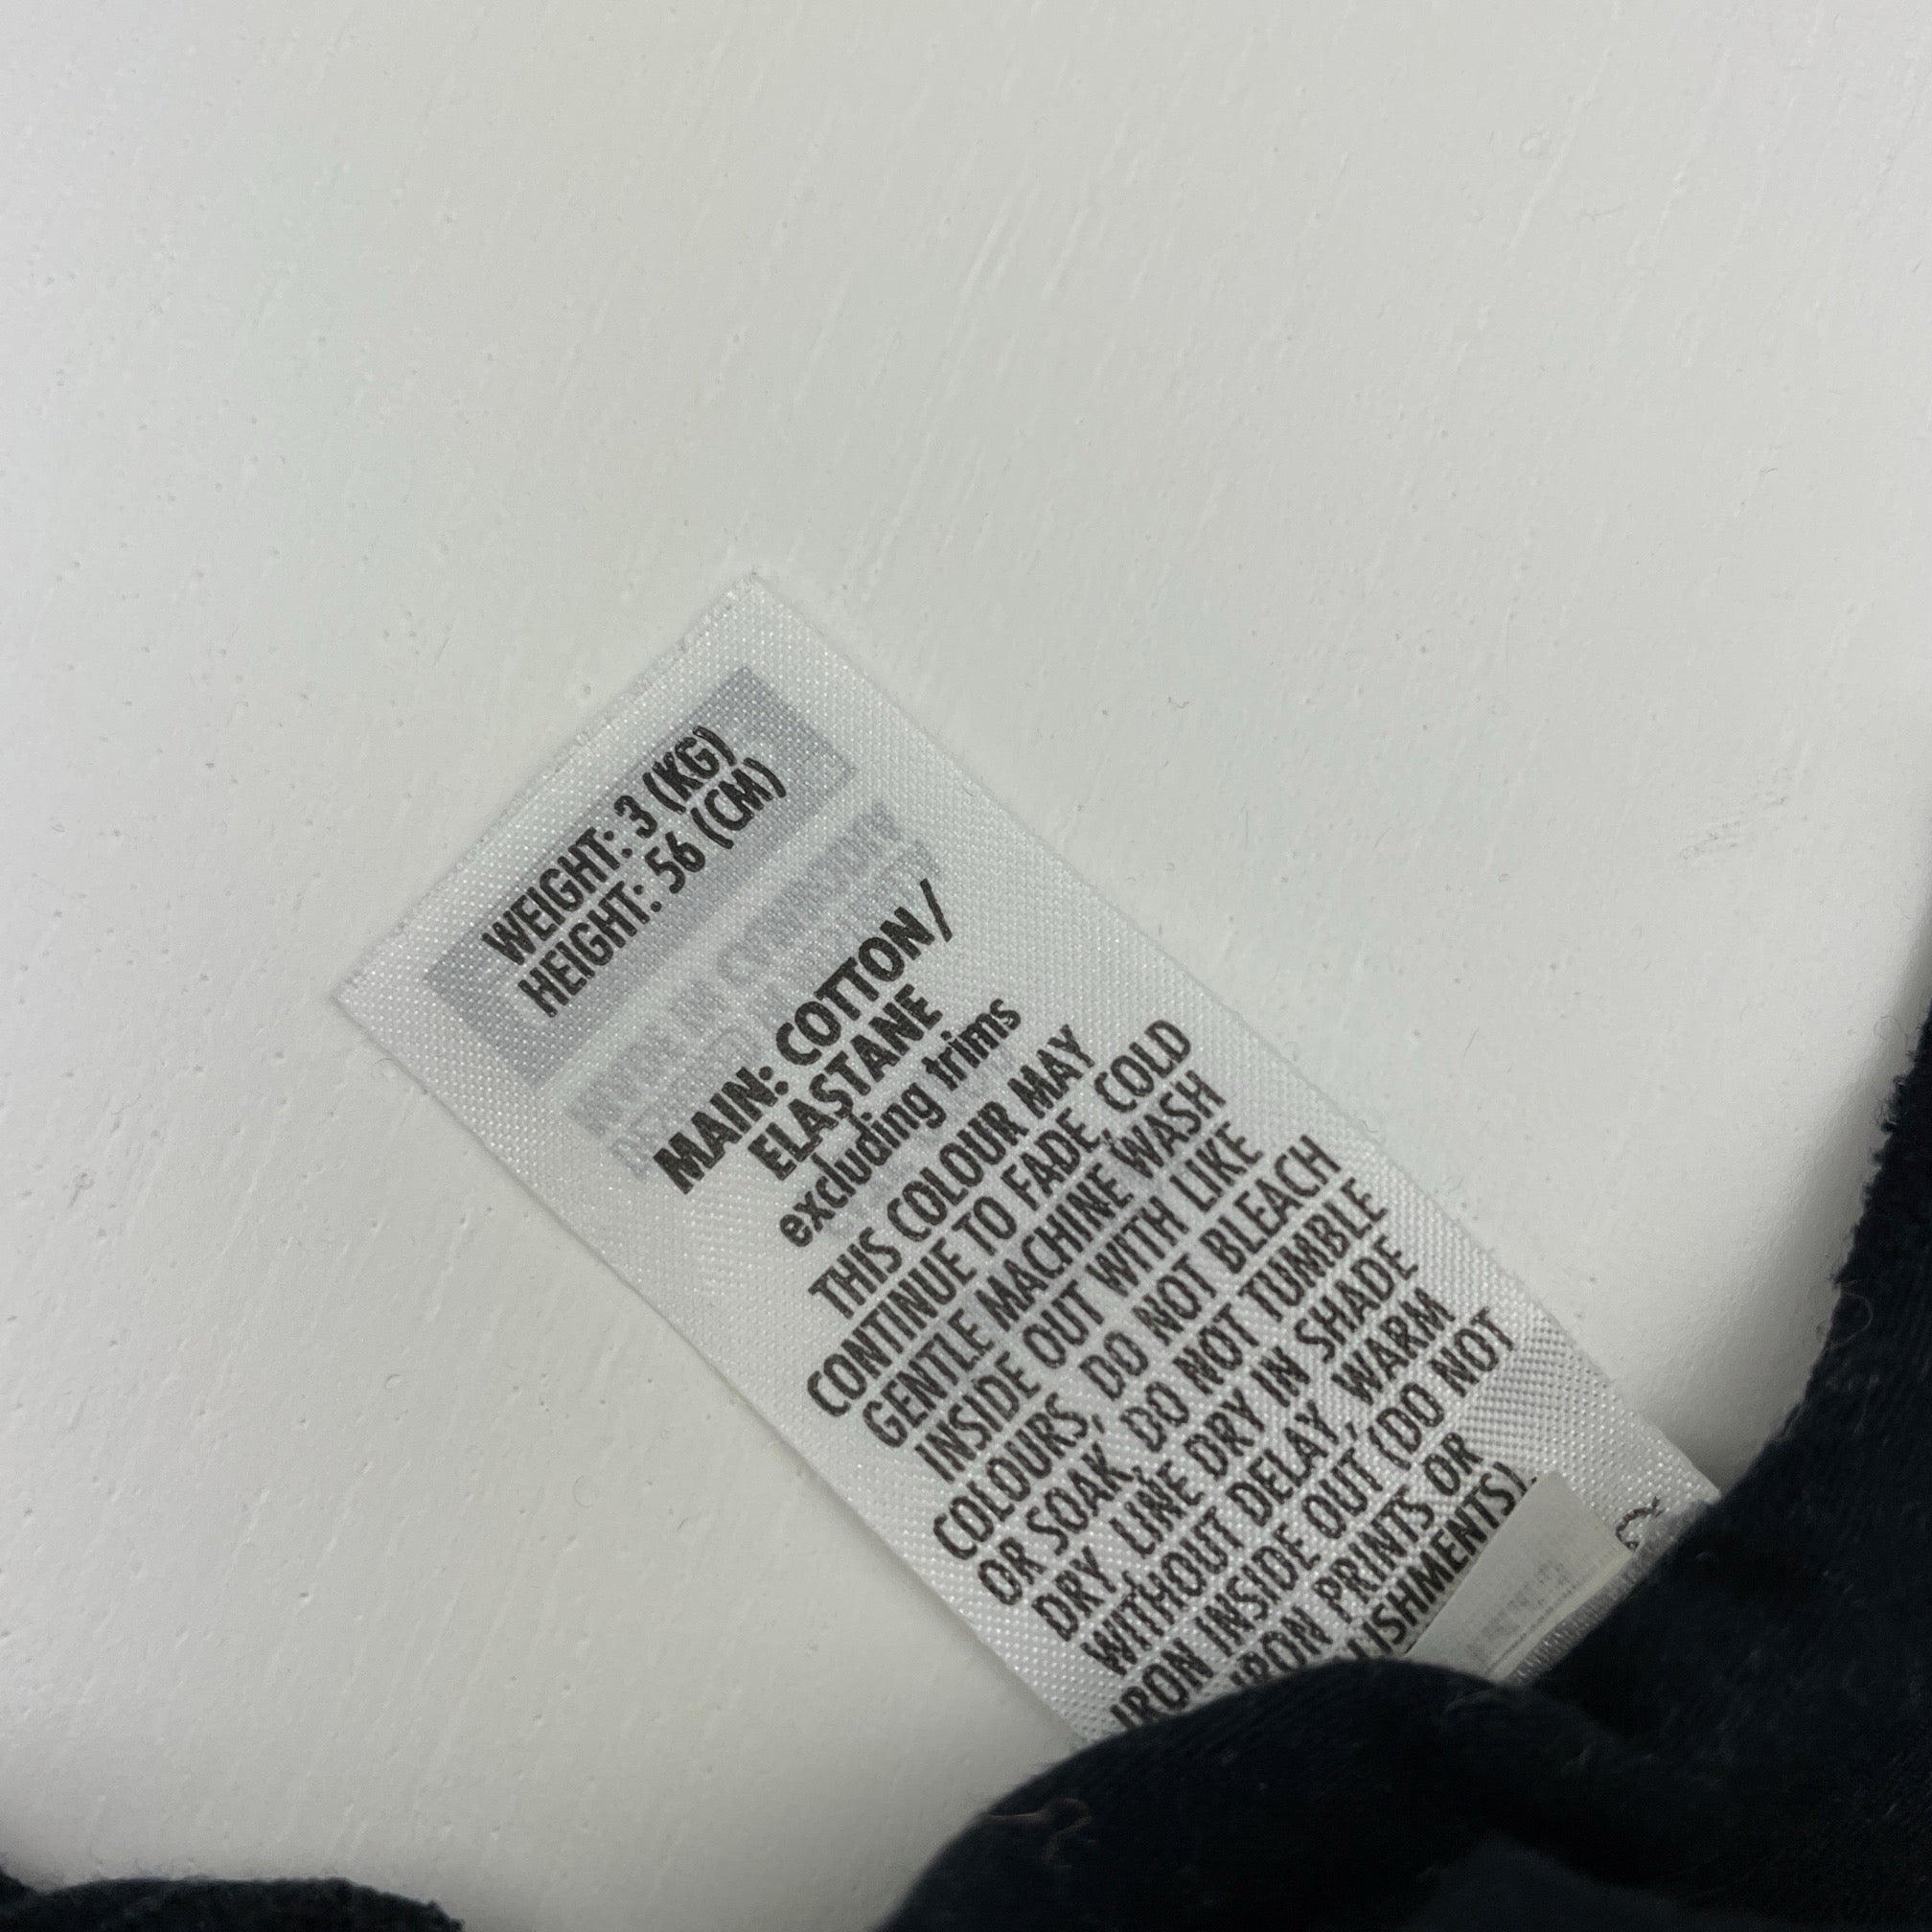 WEIGHT: 3 (KG)
HEIGHT: 56 (CM)
MAIN: COTTON/
ELASTANE
excluding trims
THIS COLOUR MAY
CONTINUE TO FADE, COLD
GENTLE MACHINE WASH
INSIDE OUT WITH LIKE
COLOURS, DO NOT BLEACH
OR SOAK, DO NOT TUMBLE
DRY, LINE DRY IN SHADE
WITHOUT DELAY, WARM
IRON INSIDE OUT (DO NOT
IRON PRINTS OR
LISHMENTS).